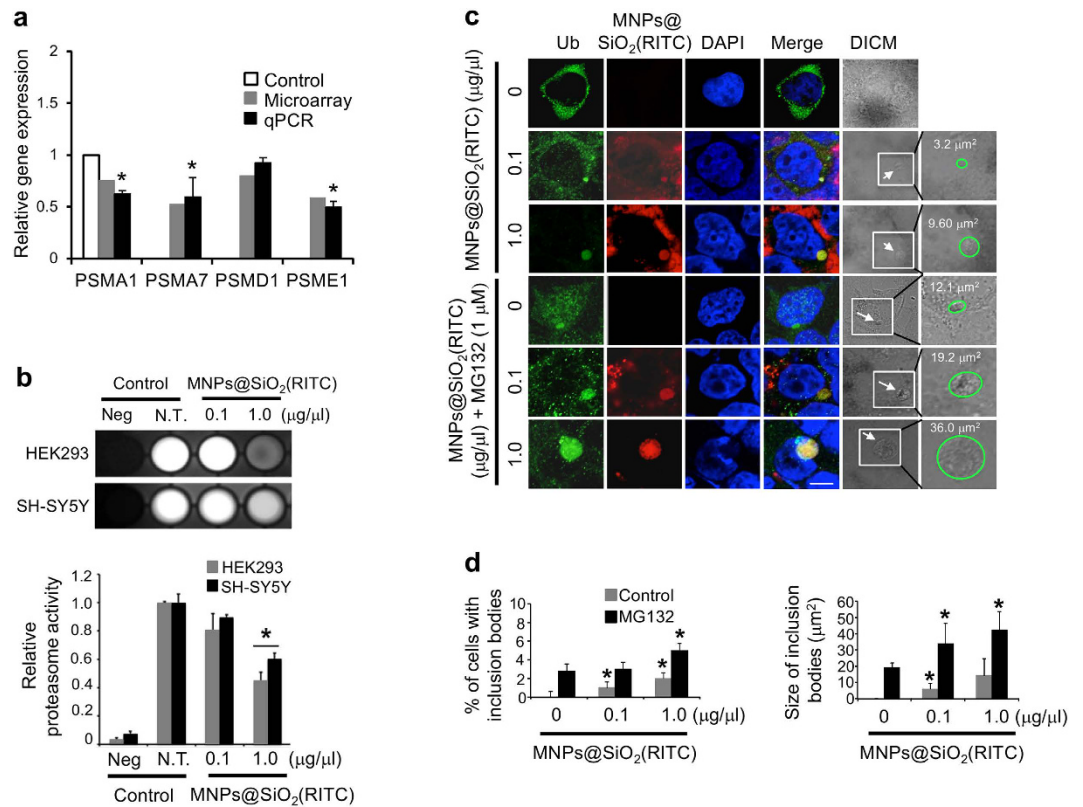 a
Relative gene expression
2
1.5
1
0.5
0
Control
Microarray
qPCR
*
*
*
PSMA1 PSMA7 PSMD1 PSME1
b
Control MNPs@SiO₂(RITC)
Neg N.T. 0.1 1.0 (μg/μl)
HEK293
SH-SY5Y
Relative
proteasome activity
1.2
1.0
0.8
0.6
0.4
0.2
0
HEK293
SH-SY5Y
*
Neg N.T. 0.1 1.0 (μg/μl)
Control MNPs@SiO₂(RITC)
c
MNPs@
Ub SiO₂(RITC) DAPI Merge DICM
MNPs@SiO₂(RITC) (μg/μl)
0
0.1
3.2 μm²
1.0
9.60 μm²
MNPs@SiO₂(RITC)
(μg/μl) + MG132 (1 μM)
0
12.1 μm²
0.1
19.2 μm²
1.0
36.0 μm²
d
% of cells with
inclusion bodies
8
6
4
2
0
Control
MG132
*
*
*
0 0.1 1.0 (μg/μl)
MNPs@SiO₂(RITC)
Size of inclusion
bodies (μm²)
60
50
40
30
20
10
0
*
*
*
0 0.1 1.0 (μg/μl)
MNPs@SiO₂(RITC)